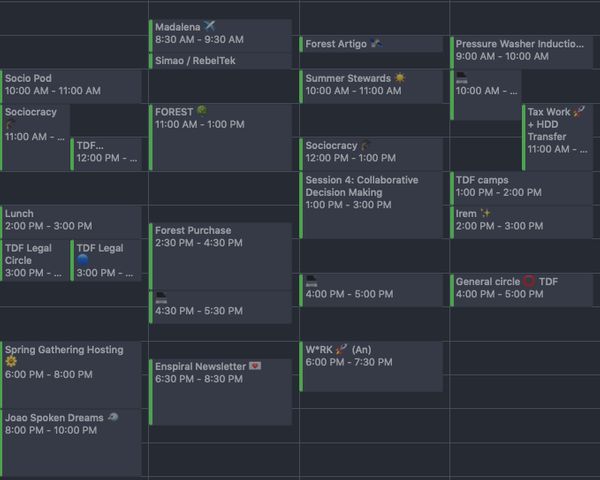 Socio Pod
10:00 AM – 11:00 AM
Sociocracy
11:00 AM – ...
TDF...
12:00 PM – ...
Lunch
2:00 PM – 3:00 PM
TDF Legal
Circle
3:00 PM – ...
TDF Legal
3:00 PM – ...
Spring Gathering Hosting
6:00 PM – 8:00 PM
Joao Spoken Dreams
8:00 PM – 10:00 PM
Madalena
8:30 AM – 9:30 AM
Simao / RebelTek
FOREST
11:00 AM – 1:00 PM
Forest Purchase
2:30 PM – 4:30 PM
4:30 PM – 5:30 PM
Enspiral Newsletter
6:30 PM – 8:30 PM
Forest Artigo
Summer Stewards
10:00 AM – 11:00 AM
Sociocracy
12:00 PM – 1:00 PM
Session 4: Collaborative
Decision Making
1:00 PM – 3:00 PM
4:00 PM – 5:00 PM
W*RK (An)
6:00 PM – 7:30 PM
Pressure Washer Inductio...
9:00 AM – 10:00 AM
10:00 AM – ...
Tax Work
+ HDD
Transfer
11:00 AM – ...
TDF camps
1:00 PM – 2:00 PM
Irem
2:00 PM – 3:00 PM
General circle TDF
4:00 PM – 5:00 PM